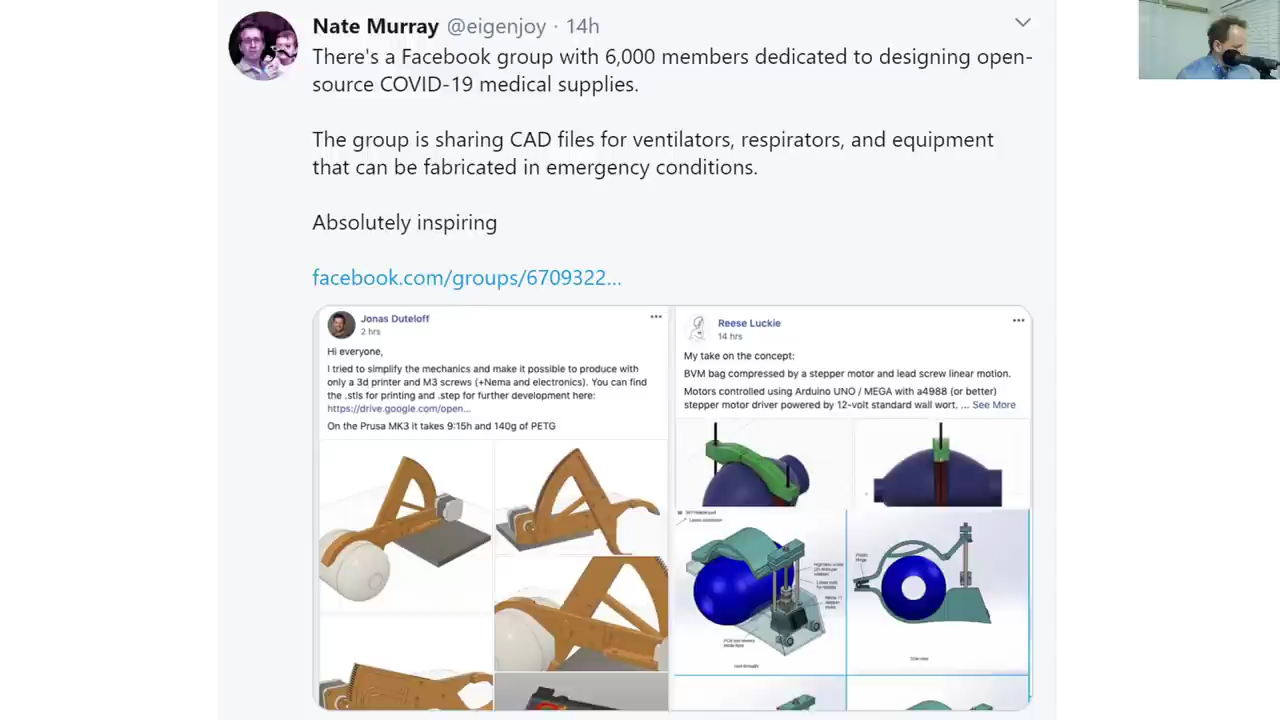 Nate Murray @eigenjoy · 14h
There's a Facebook group with 6,000 members dedicated to designing open-
source COVID-19 medical supplies.
The group is sharing CAD files for ventilators, respirators, and equipment
that can be fabricated in emergency conditions.
Absolutely inspiring
facebook.com/groups/6709322...
Jonas Duteloff
2 hrs
Hi everyone,
I tried to simplify the mechanics and make it possible to produce with
only a 3d printer and M3 screws (+Nema and electronics). You can find
the .stls for printing and .step for further development here:
https://drive.google.com/open...
On the Prusa MK3 it takes 9:15h and 140g of PETG
Reese Luckie
14 hrs
My take on the concept:
BVM bag compressed by a stepper motor and lead screw linear motion.
Motors controlled using Arduino UNO / MEGA with a4988 (or better)
stepper motor driver powered by 12-volt standard wall wort. ... See More